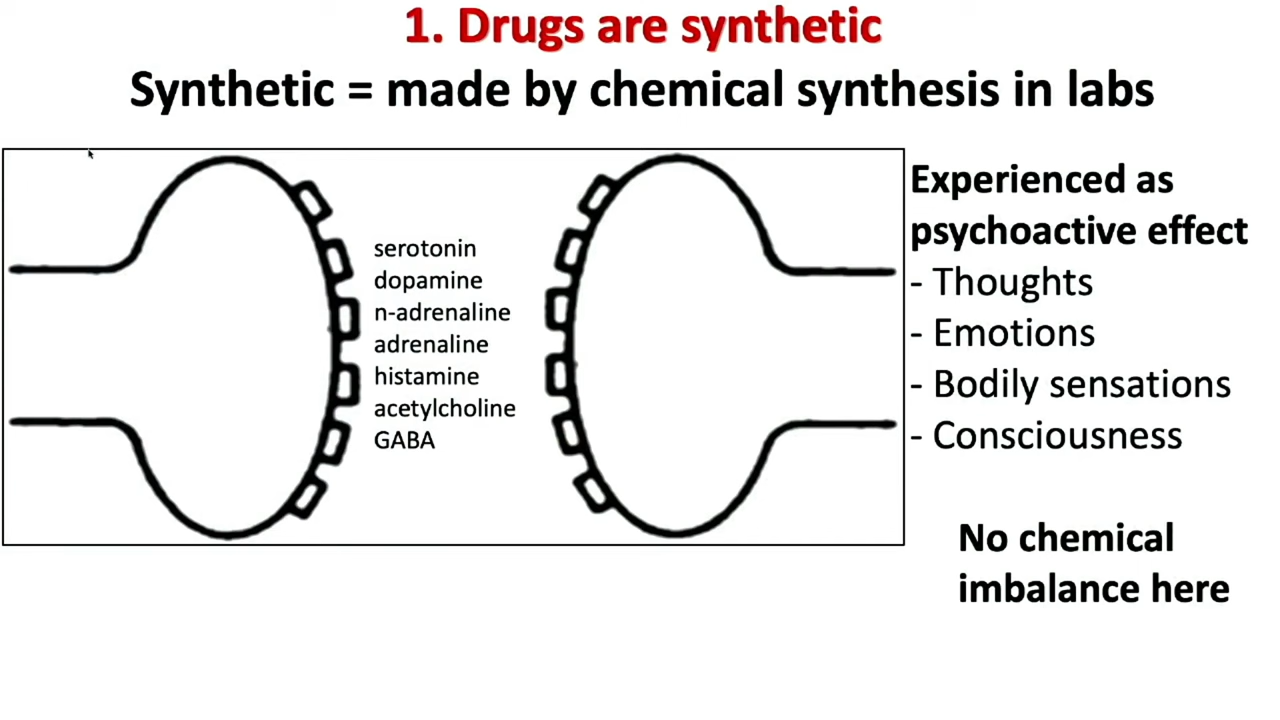 1. Drugs are synthetic
Synthetic = made by chemical synthesis in labs
serotonin
dopamine
n-adrenaline
adrenaline
histamine
acetylcholine
GABA
Experienced as
psychoactive effect
- Thoughts
- Emotions
- Bodily sensations
- Consciousness
No chemical
imbalance here